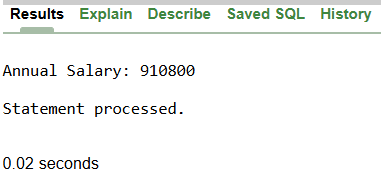 Results Explain Describe Saved SQL History
Annual Salary: 910800
Statement processed.
0.02 seconds